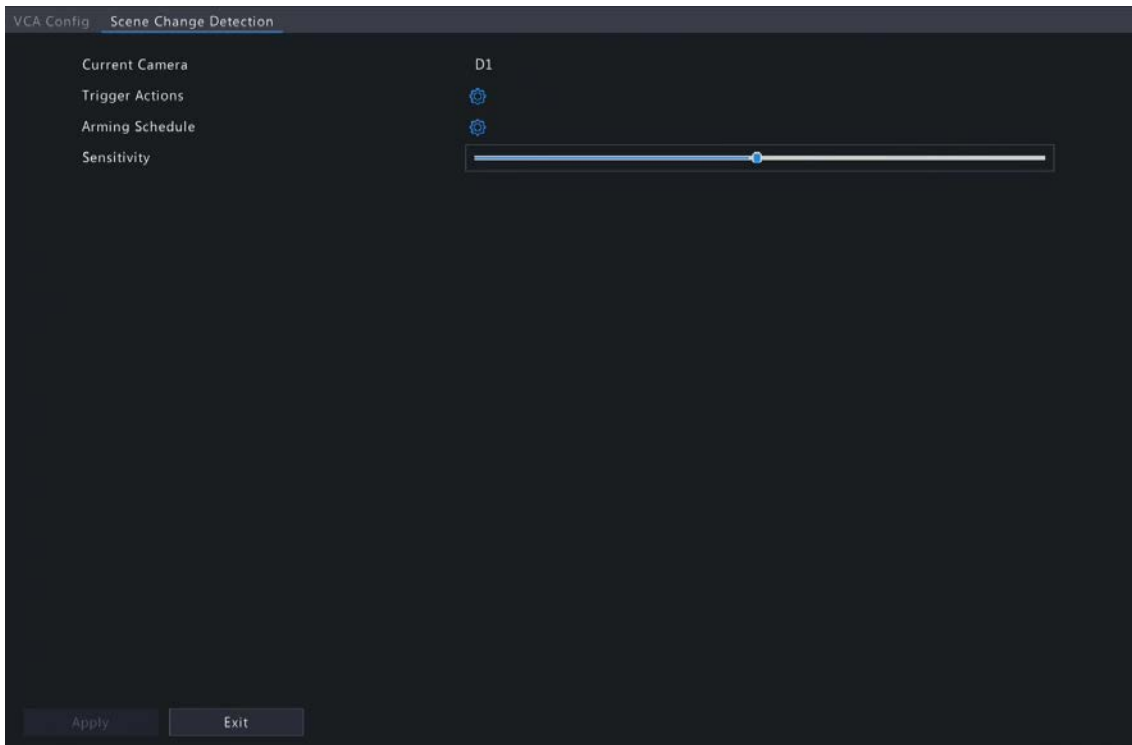 VCA Config Scene Change Detection
Current Camera D1
Trigger Actions
Arming Schedule
Sensitivity
Apply Exit